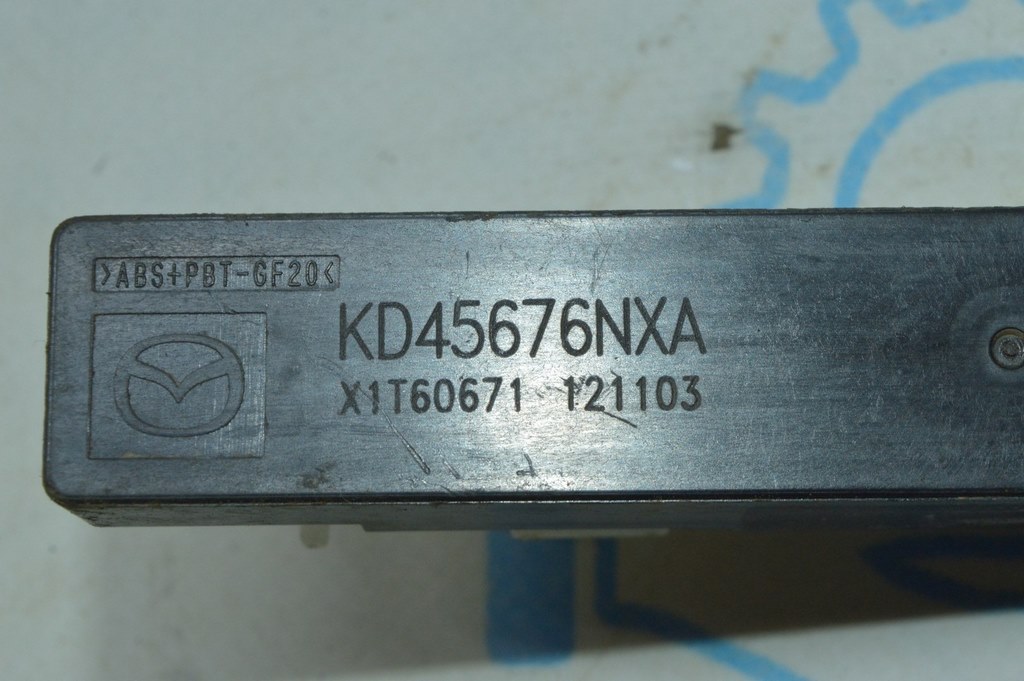 >ABS+PBT-GF20<
KD45676NXA
X1T60671 121103